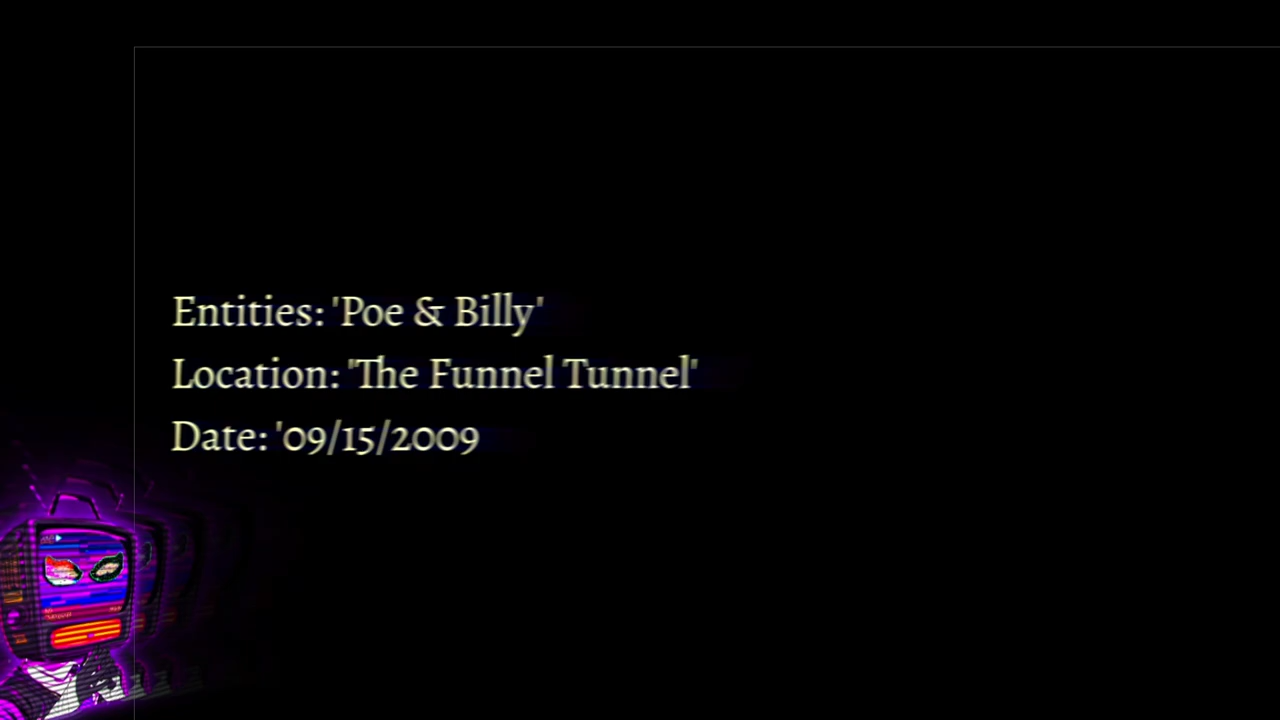 Entities: 'Poe & Billy'
Location: 'The Funnel Tunnel'
Date: '09/15/2009